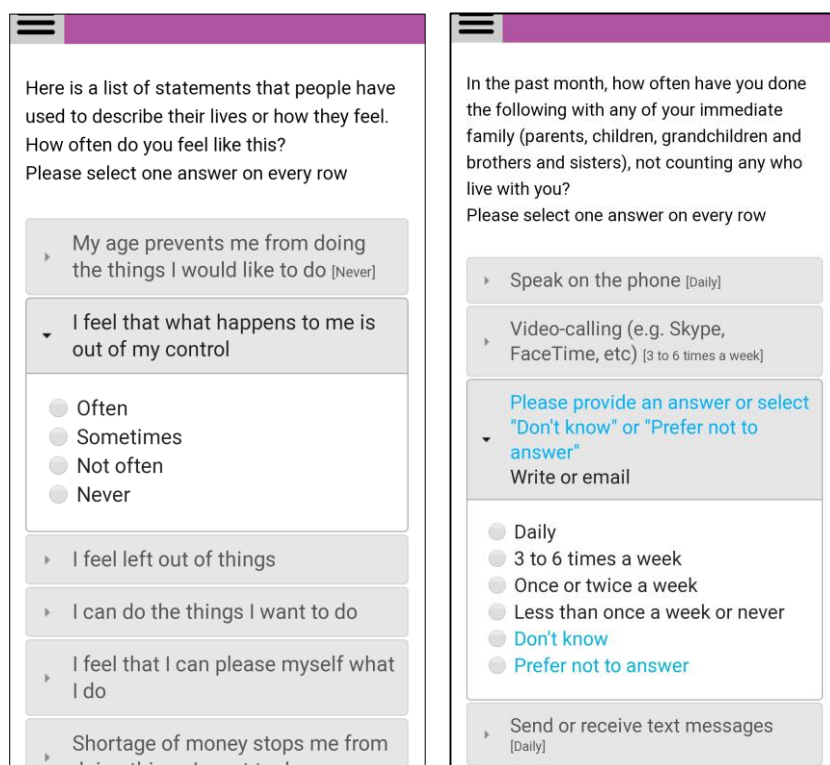 Here is a list of statements that people have
used to describe their lives or how they feel.
How often do you feel like this?
Please select one answer on every row
My age prevents me from doing
the things I would like to do [Never]
I feel that what happens to me is
out of my control
Often
Sometimes
Not often
Never
I feel left out of things
I can do the things I want to do
I feel that I can please myself what
I do
Shortage of money stops me from
In the past month, how often have you done
the following with any of your immediate
family (parents, children, grandchildren and
brothers and sisters), not counting any who
live with you?
Please select one answer on every row
Speak on the phone [Daily]
Video-calling (e.g. Skype,
FaceTime, etc) [3 to 6 times a week]
Please provide an answer or select
"Don't know" or "Prefer not to
answer"
Write or email
Daily
3 to 6 times a week
Once or twice a week
Less than once a week or never
Don't know
Prefer not to answer
Send or receive text messages
[Daily]